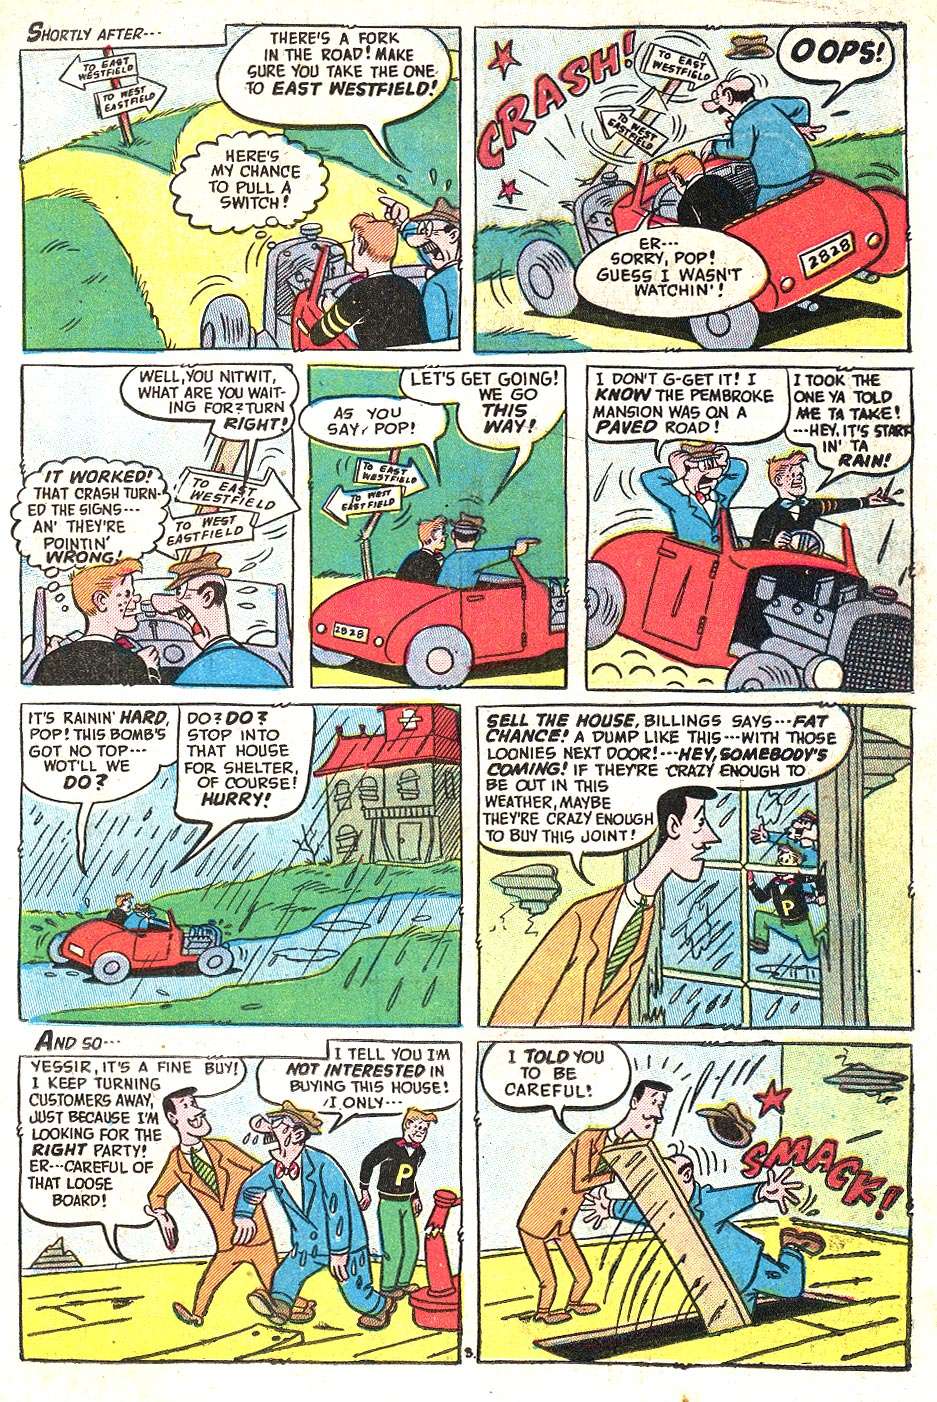 SHORTLY AFTER---
TO EAST
WESTFIELD
TO WEST
EASTFIELD
THERE'S A FORK
IN THE ROAD! MAKE
SURE YOU TAKE THE ONE
TO EAST WESTFIELD!
HERE'S
MY CHANCE
TO PULL A
SWITCH!
CRASH!
TO EAST
WESTFIELD
TO WEST
EASTFIELD
OOPS!
ER---
SORRY, POP!
GUESS I WASN'T
WATCHIN'!
2828
WELL, YOU NITWIT,
WHAT ARE YOU WAIT-
ING FOR? TURN
RIGHT!
IT WORKED!
THAT CRASH TURN-
ED THE SIGNS---
AN' THEY'RE
POINTIN'
WRONG!
TO EAST
WESTFIELD
TO WEST
EASTFIELD
AS YOU
SAY, POP!
LET'S GET GOING!
WE GO
THIS
WAY!
TO EAST
WESTFIELD
TO WEST
EASTFIELD
2828
I DON'T G-GET IT! I
KNOW THE PEMBROKE
MANSION WAS ON A
PAVED ROAD!
I TOOK THE
ONE YA TOLD
ME TA TAKE!
---HEY, IT'S START
IN' TA
RAIN!
IT'S RAININ' HARD,
POP! THIS BOMB'S
GOT NO TOP---
WOT'LL WE
DO?
DO? DO?
STOP INTO
THAT HOUSE
FOR SHELTER,
OF COURSE!
HURRY!
SELL THE HOUSE, BILLINGS SAYS---FAT
CHANCE! A DUMP LIKE THIS---WITH THOSE
LOONIES NEXT DOOR!---HEY, SOMEBODY'S
COMING! IF THEY'RE CRAZY ENOUGH TO
BE OUT IN THIS
WEATHER, MAYBE
THEY'RE CRAZY ENOUGH
TO BUY THIS JOINT!
P
AND SO---
YESSIR, IT'S A FINE BUY!
I KEEP TURNING
CUSTOMERS AWAY,
JUST BECAUSE I'M
LOOKING FOR THE
RIGHT PARTY!
ER---CAREFUL OF
THAT LOOSE
BOARD!
I TELL YOU I'M
NOT INTERESTED IN
BUYING THIS HOUSE!
I ONLY---
P
3.
I TOLD YOU
TO BE
CAREFUL!
SMACK!